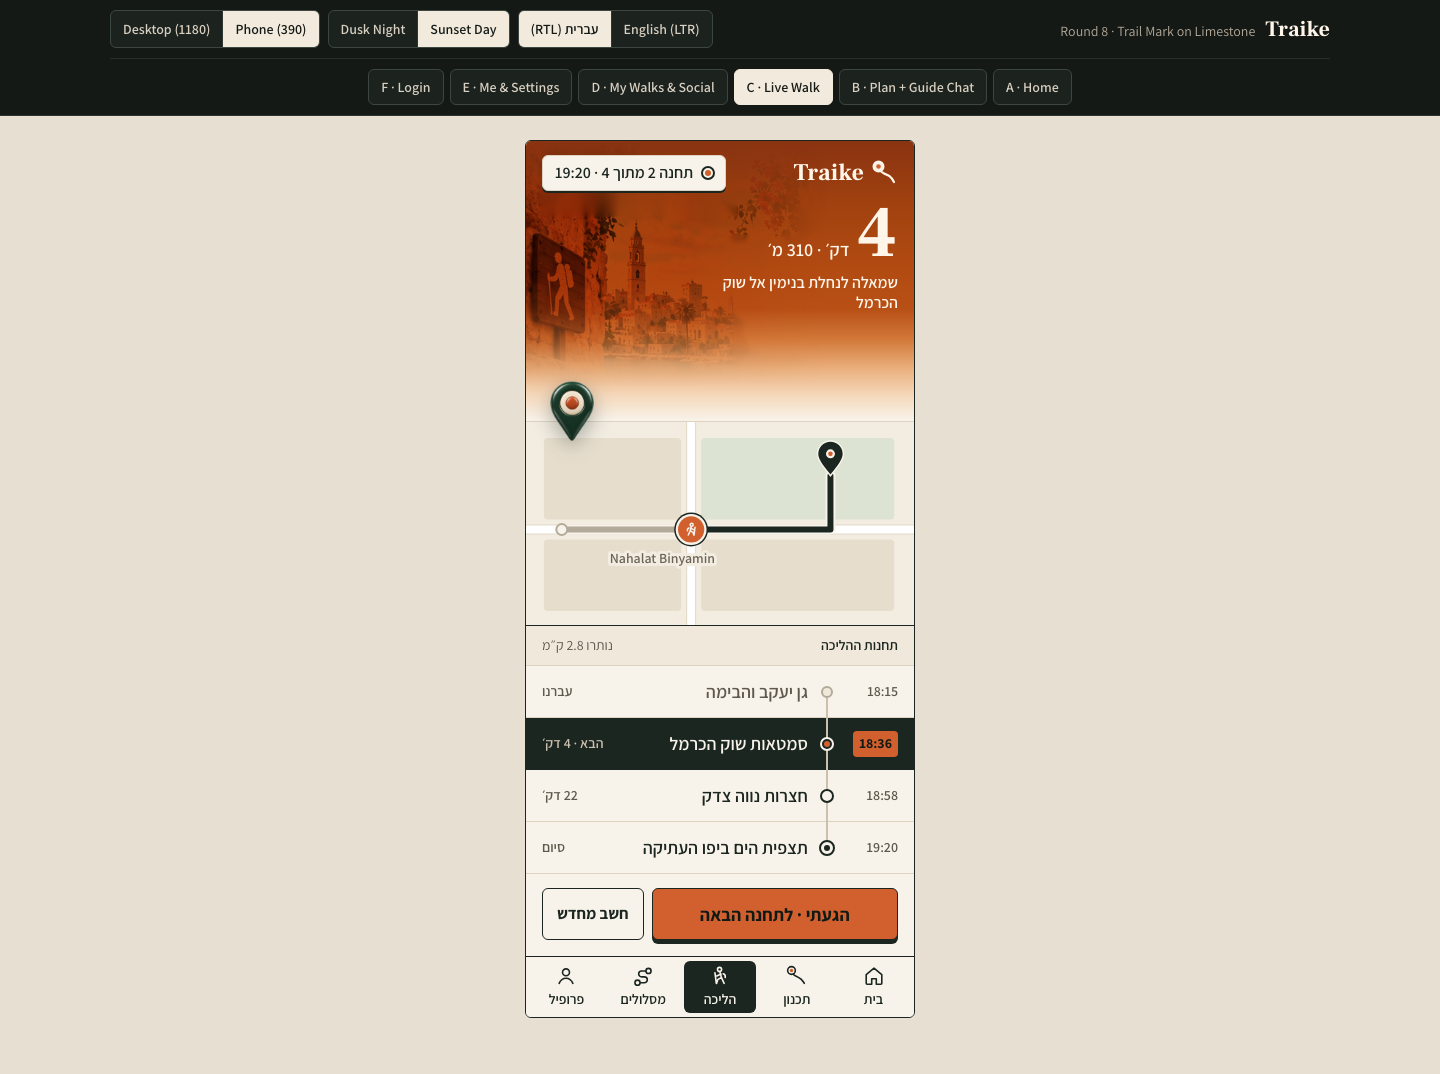 Desktop (1180)
Phone (390)
Dusk Night
Sunset Day
עברית (RTL)
English (LTR)
Round 8 · Trail Mark on Limestone
Traike
F · Login
E · Me & Settings
D · My Walks & Social
C · Live Walk
B · Plan + Guide Chat
A · Home
Traike
תחנה 2 מתוך 4 · 19:20
4
דק׳ · 310 מ׳
שמאלה לנחלת בנימין אל שוק
הכרמל
Nahalat Binyamin
תחנות ההליכה
נותרו 2.8 ק״מ
18:15
גן יעקב והבימה
עברנו
18:36
סמטאות שוק הכרמל
הבא · 4 דק׳
18:58
חצרות נווה צדק
22 דק׳
19:20
תצפית הים ביפו העתיקה
סיום
הגעתי · לתחנה הבאה
חשב מחדש
בית
תכנון
הליכה
מסלולים
פרופיל